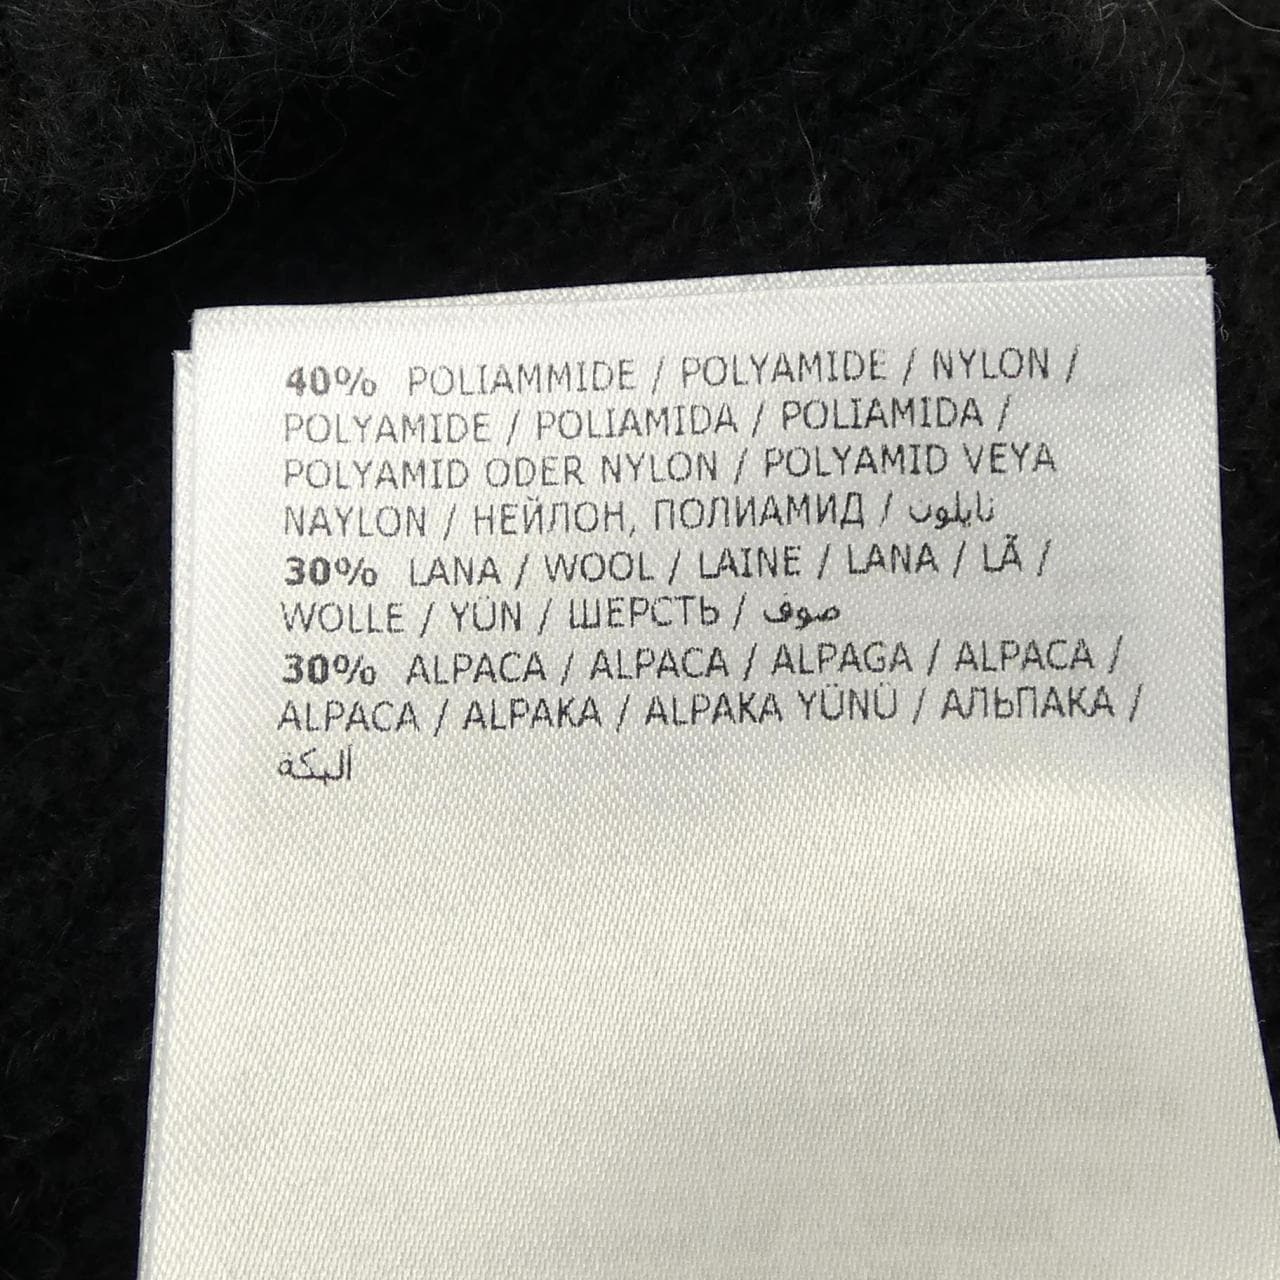 40% POLIAMMIDE / POLYAMIDE / NYLON /
POLYAMIDE / POLIAMIDA / POLIAMIDA /
POLYAMID ODER NYLON / POLYAMID VEYA
NAYLON / НЕЙЛОН, ПОЛИАМИД / نايلون
30% LANA / WOOL / LAINE / LANA / LÃ /
WOLLE / YÜN / ШЕРСТЬ / صوف
30% ALPACA / ALPACA / ALPAGA / ALPACA /
ALPACA / ALPAKA / ALPAKA YÜNÜ / АЛЬПАКА /
ألبكة